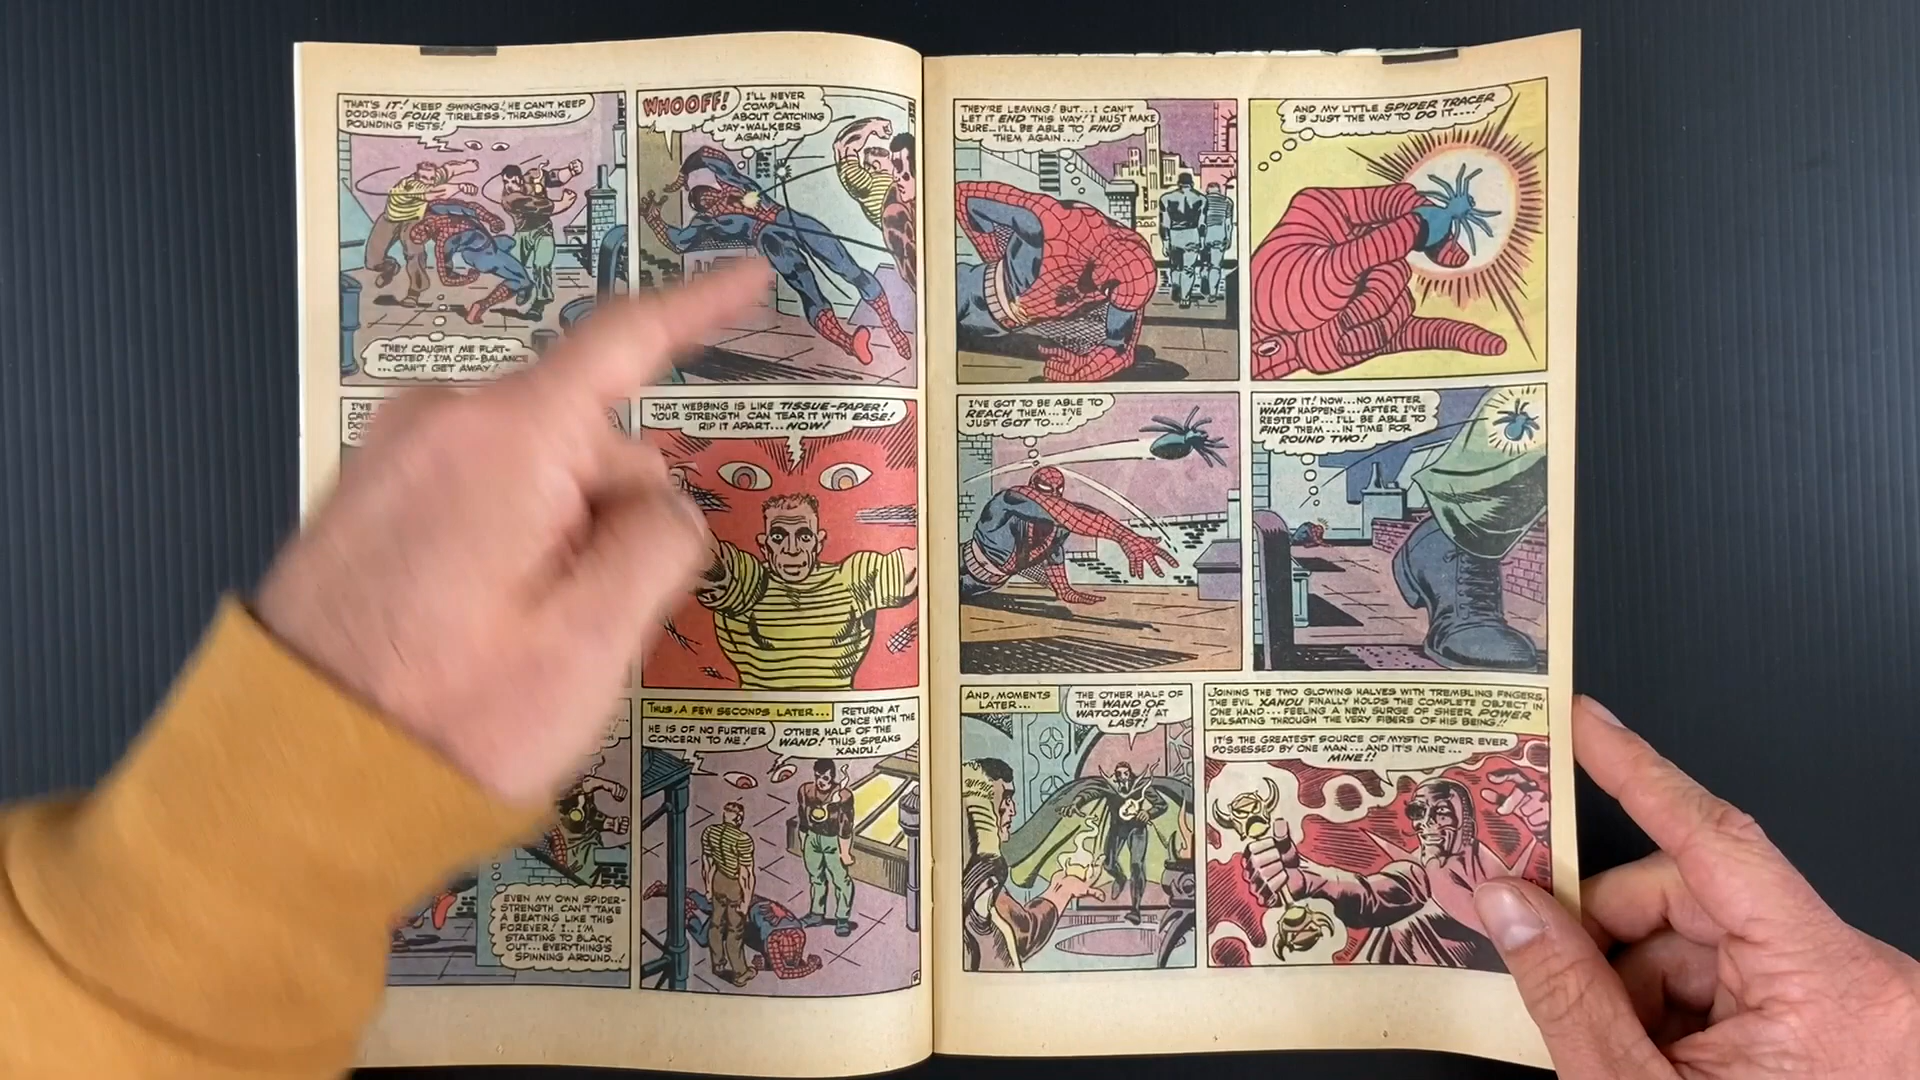 THAT'S IT! KEEP SWINGING! HE CAN'T KEEP
DODGING FOUR TIRELESS, THRASHING,
POUNDING FISTS!
THEY CAUGHT ME FLAT-
FOOTED! I'M OFF-BALANCE
...CAN'T GET AWAY!
WHOOFF!
I'LL NEVER
COMPLAIN
ABOUT CATCHING
JAY-WALKERS
AGAIN!
I'VE
THAT WEBBING IS LIKE TISSUE-PAPER!
YOUR STRENGTH CAN TEAR IT WITH EASE!
RIP IT APART... NOW!
EVEN MY OWN SPIDER-
STRENGTH CAN'T TAKE
A BEATING LIKE THIS
FOREVER! I..I'M
STARTING TO BLACK
OUT...EVERYTHING'S
SPINNING AROUND..!
THUS, A FEW SECONDS LATER...
HE IS OF NO FURTHER
CONCERN TO ME!
RETURN AT
ONCE WITH THE
OTHER HALF OF THE
WAND! THUS SPEAKS
XANDU!
THEY'RE LEAVING! BUT...I CAN'T
LET IT END THIS WAY! I MUST MAKE
SURE...I'LL BE ABLE TO FIND
THEM AGAIN...!
AND MY LITTLE SPIDER TRACER
IS JUST THE WAY TO DO IT....!
I'VE GOT TO BE ABLE TO
REACH THEM...I'VE
JUST GOT TO...!
...DID IT! NOW...NO MATTER
WHAT HAPPENS...AFTER I'VE
RESTED UP...I'LL BE ABLE TO
FIND THEM...IN TIME FOR
ROUND TWO!
AND, MOMENTS
LATER...
THE OTHER HALF OF
THE WAND OF
WATOOMB!! AT
LAST!
JOINING THE TWO GLOWING HALVES WITH TREMBLING FINGERS,
THE EVIL XANDU FINALLY HOLDS THE COMPLETE OBJECT IN
ONE HAND...FEELING A NEW SURGE OF SHEER POWER
PULSATING THROUGH THE VERY FIBERS OF HIS BEING!!
IT'S THE GREATEST SOURCE OF MYSTIC POWER EVER
POSSESSED BY ONE MAN...AND IT'S MINE...
MINE!!